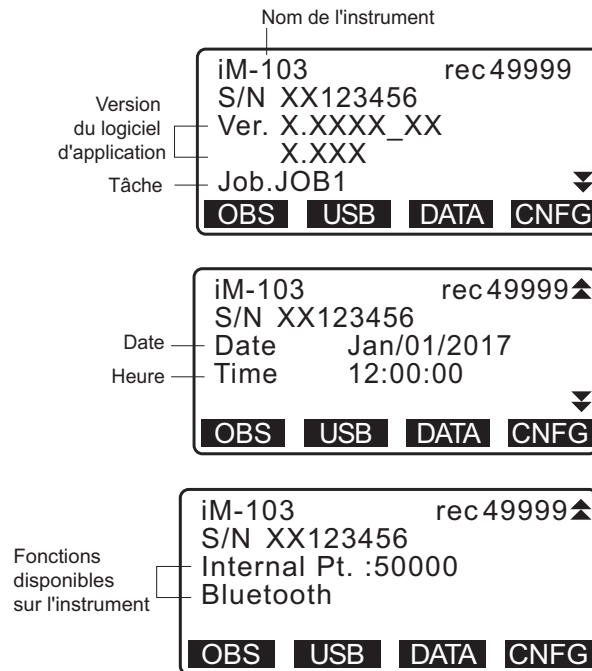 Nom de l'instrument
iM-103 rec 49999
S/N XX123456
Version
du logiciel
d'application
Ver. X.XXXX_XX
X.XXX
Tâche
Job.JOB1
OBS USB DATA CNFG
iM-103 rec 49999
S/N XX123456
Date
Date Jan/01/2017
Heure
Time 12:00:00
OBS USB DATA CNFG
iM-103 rec 49999
S/N XX123456
Fonctions
disponibles
sur l'instrument
Internal Pt. :50000
Bluetooth
OBS USB DATA CNFG